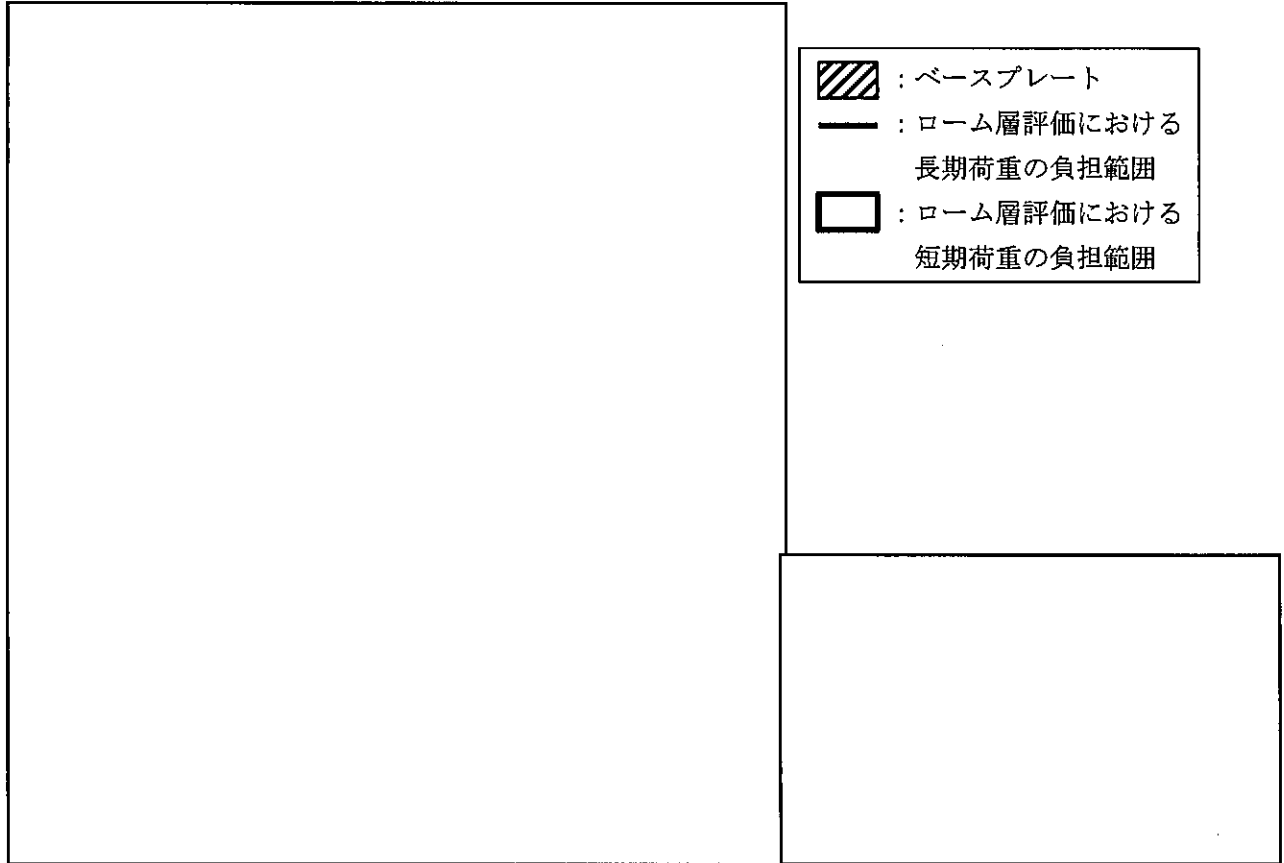 ：ベースプレート
：ローム層評価における
長期荷重の負担範囲
：ローム層評価における
短期荷重の負担範囲